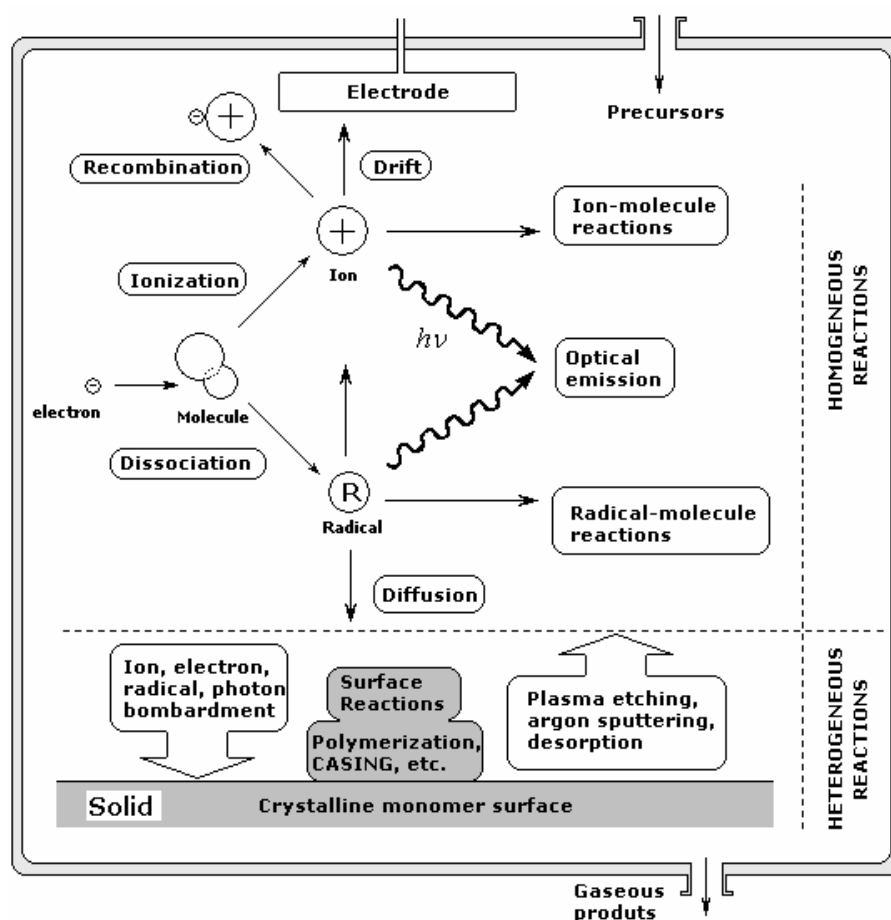 Electrode
Precursors
−
+
Recombination
Drift
+
Ion
Ion-molecule
reactions
Ionization
hν
Optical
emission
−
electron
Molecule
Dissociation
R
Radical
Radical-molecule
reactions
Diffusion
HOMOGENEOUS
REACTIONS
Ion, electron,
radical, photon
bombardment
Surface
Reactions
Polymerization,
CASING, etc.
Plasma etching,
argon sputtering,
desorption
Solid
Crystalline monomer surface
HETEROGENEOUS
REACTIONS
Gaseous
produts